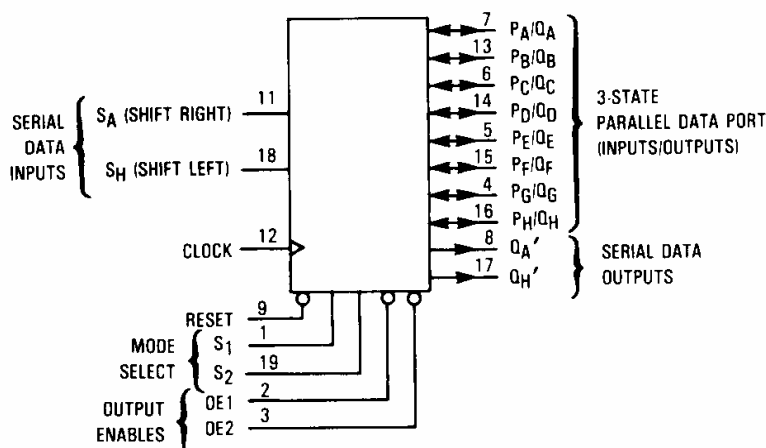 7 PA/QA
13 PB/QB
6 PC/QC
14 PD/QD
5 PE/QE
15 PF/QF
4 PG/QG
16 PH/QH
3-STATE
PARALLEL DATA PORT
(INPUTS/OUTPUTS)
SERIAL
DATA
INPUTS
SA (SHIFT RIGHT) 11
SH (SHIFT LEFT) 18
CLOCK 12
8 QA'
17 QH'
SERIAL DATA
OUTPUTS
RESET 9
MODE
SELECT
S1 1
S2 19
OUTPUT
ENABLES
OE1 2
OE2 3